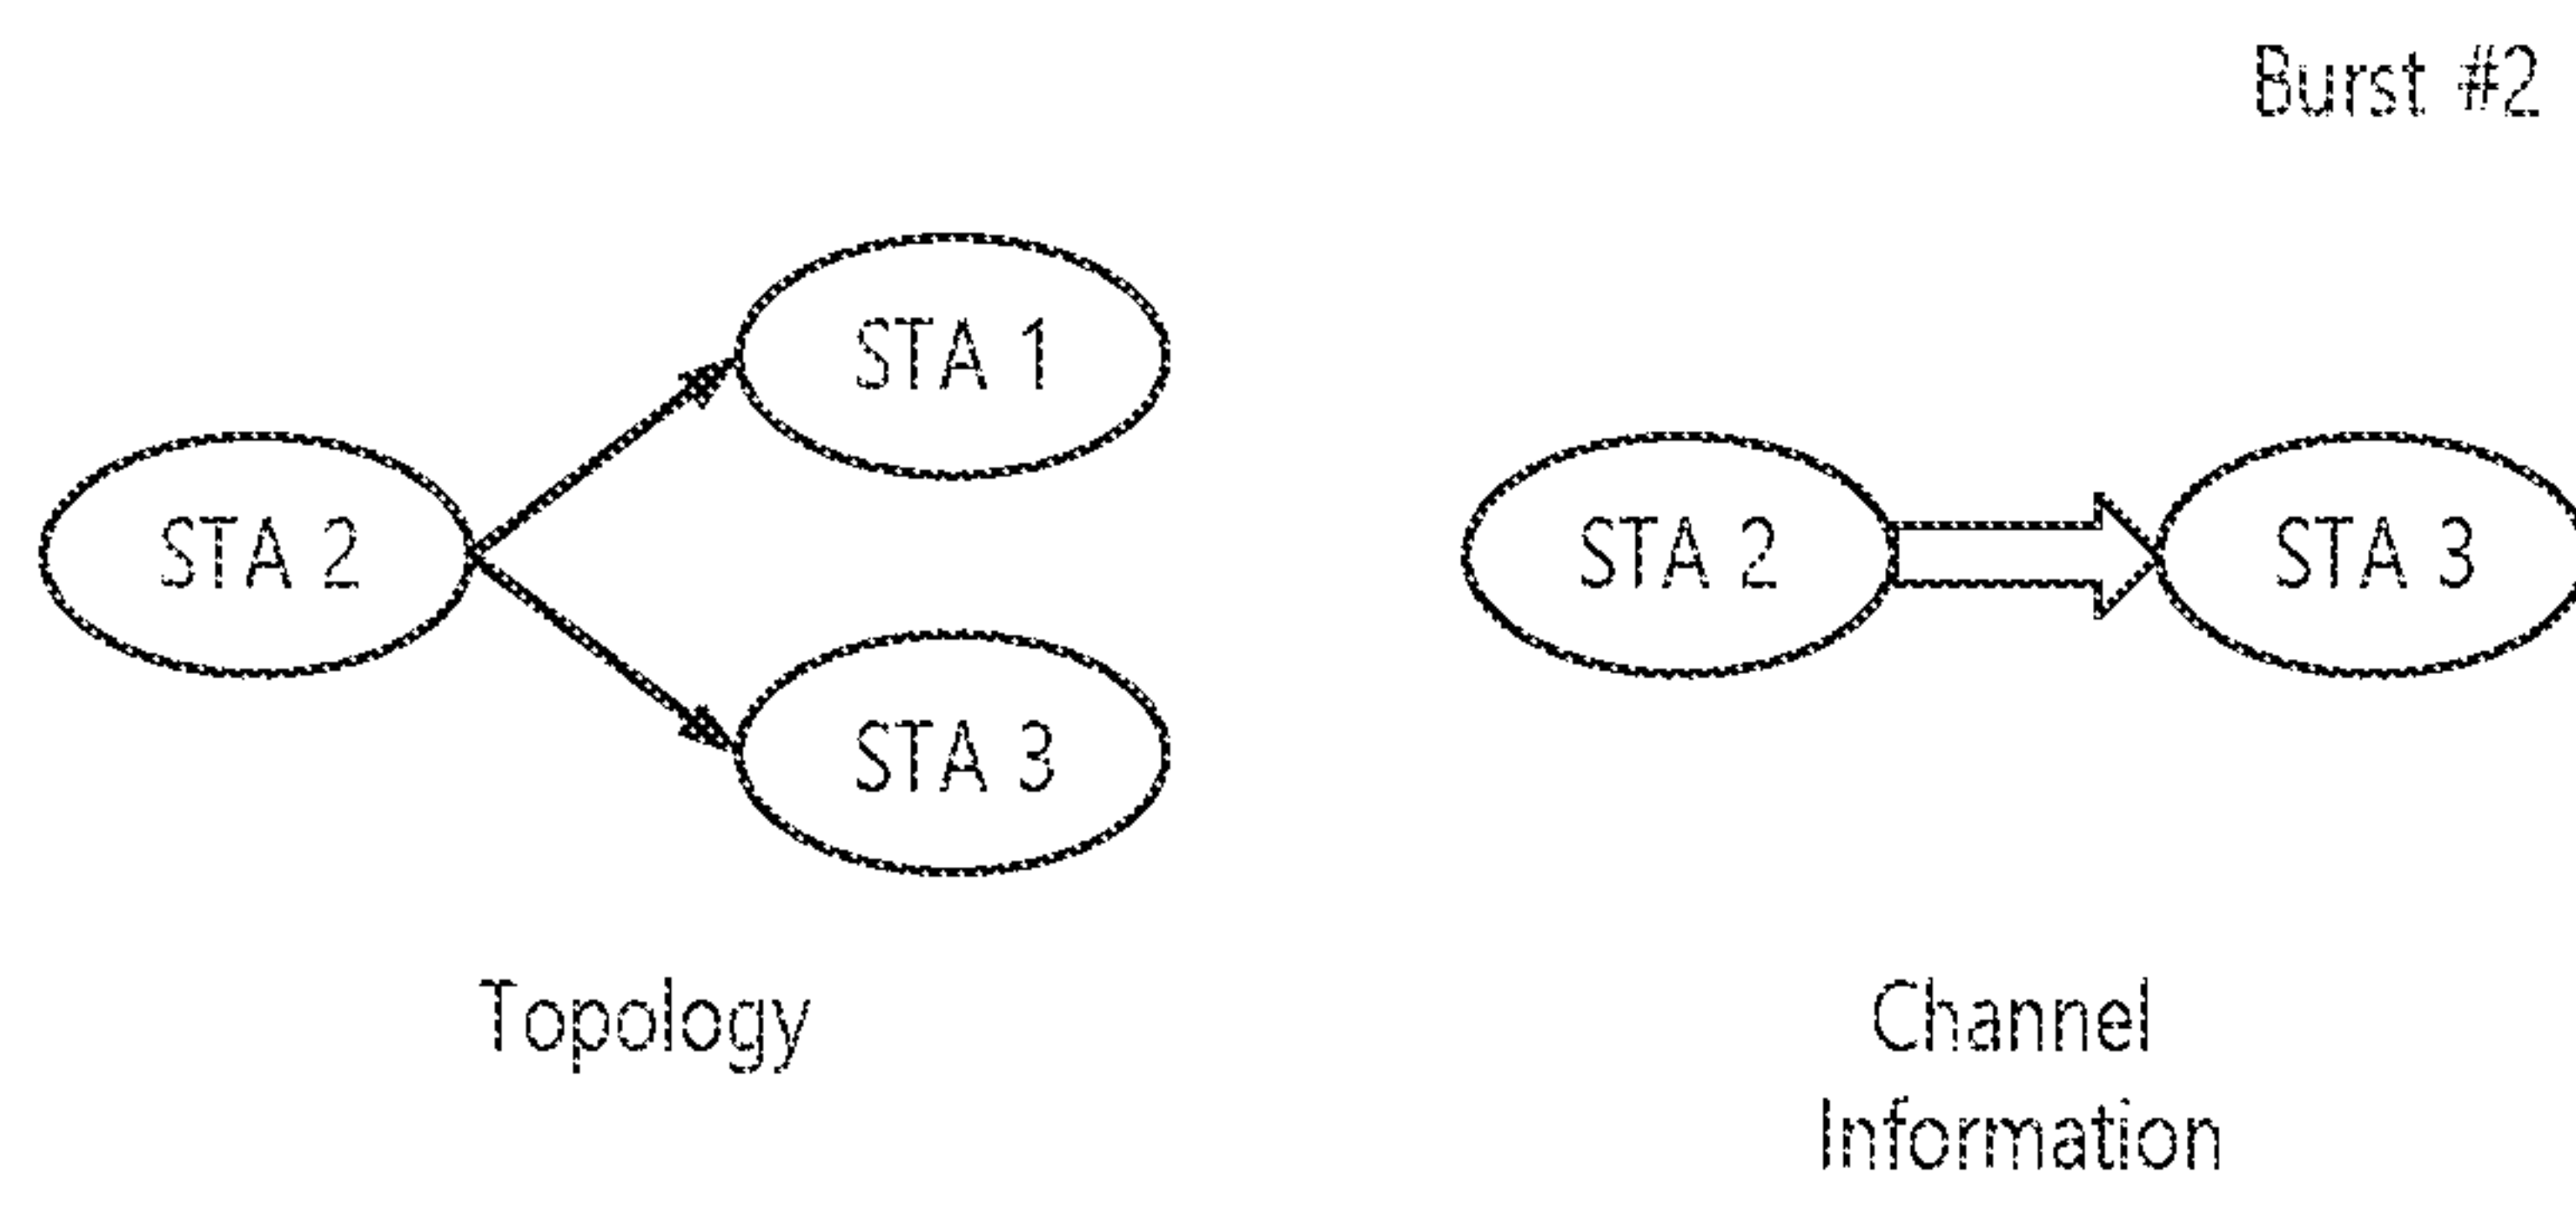 Burst #2
STA 1
STA 2
STA 3
STA 2
STA 3
Topology
Channel
Information